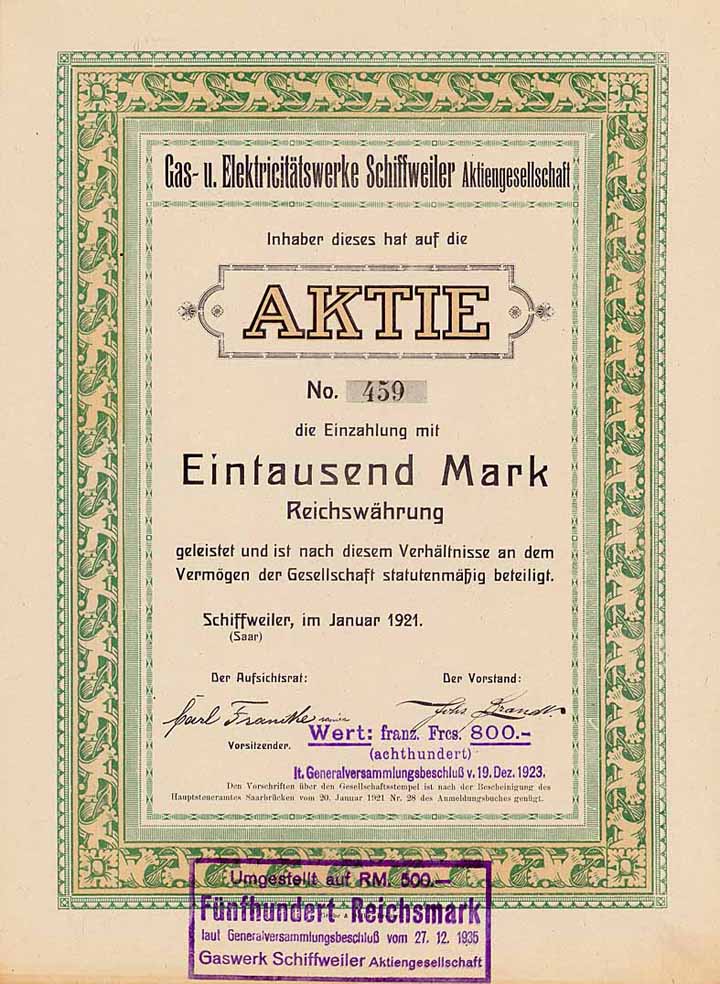 Gas- u. Elektricitätswerke Schiffweiler Aktiengesellschaft
Inhaber dieses hat auf die
AKTIE
No. 459
die Einzahlung mit
Eintausend Mark
Reichswährung
geleistet und ist nach diesem Verhältnisse an dem
Vermögen der Gesellschaft statutenmäßig beteiligt.
Schiffweiler, im Januar 1921.
(Saar)
Der Aufsichtsrat: Der Vorstand:
Carl Francke Johs Brandt
Vorsitzender.
Wert: franz. Frcs. 800.-
(achthundert)
lt. Generalversammlungsbeschluß v. 19. Dez. 1923.
Den Vorschriften über den Gesellschaftsstempel ist nach der Bescheinigung des
Hauptsteueramtes Saarbrücken vom 20. Januar 1921 Nr. 28 des Anmeldungsbuches genügt.
Umgestellt auf RM. 500.—
Fünfhundert Reichsmark
laut Generalversammlungsbeschluß vom 27. 12. 1935
Gaswerk Schiffweiler Aktiengesellschaft